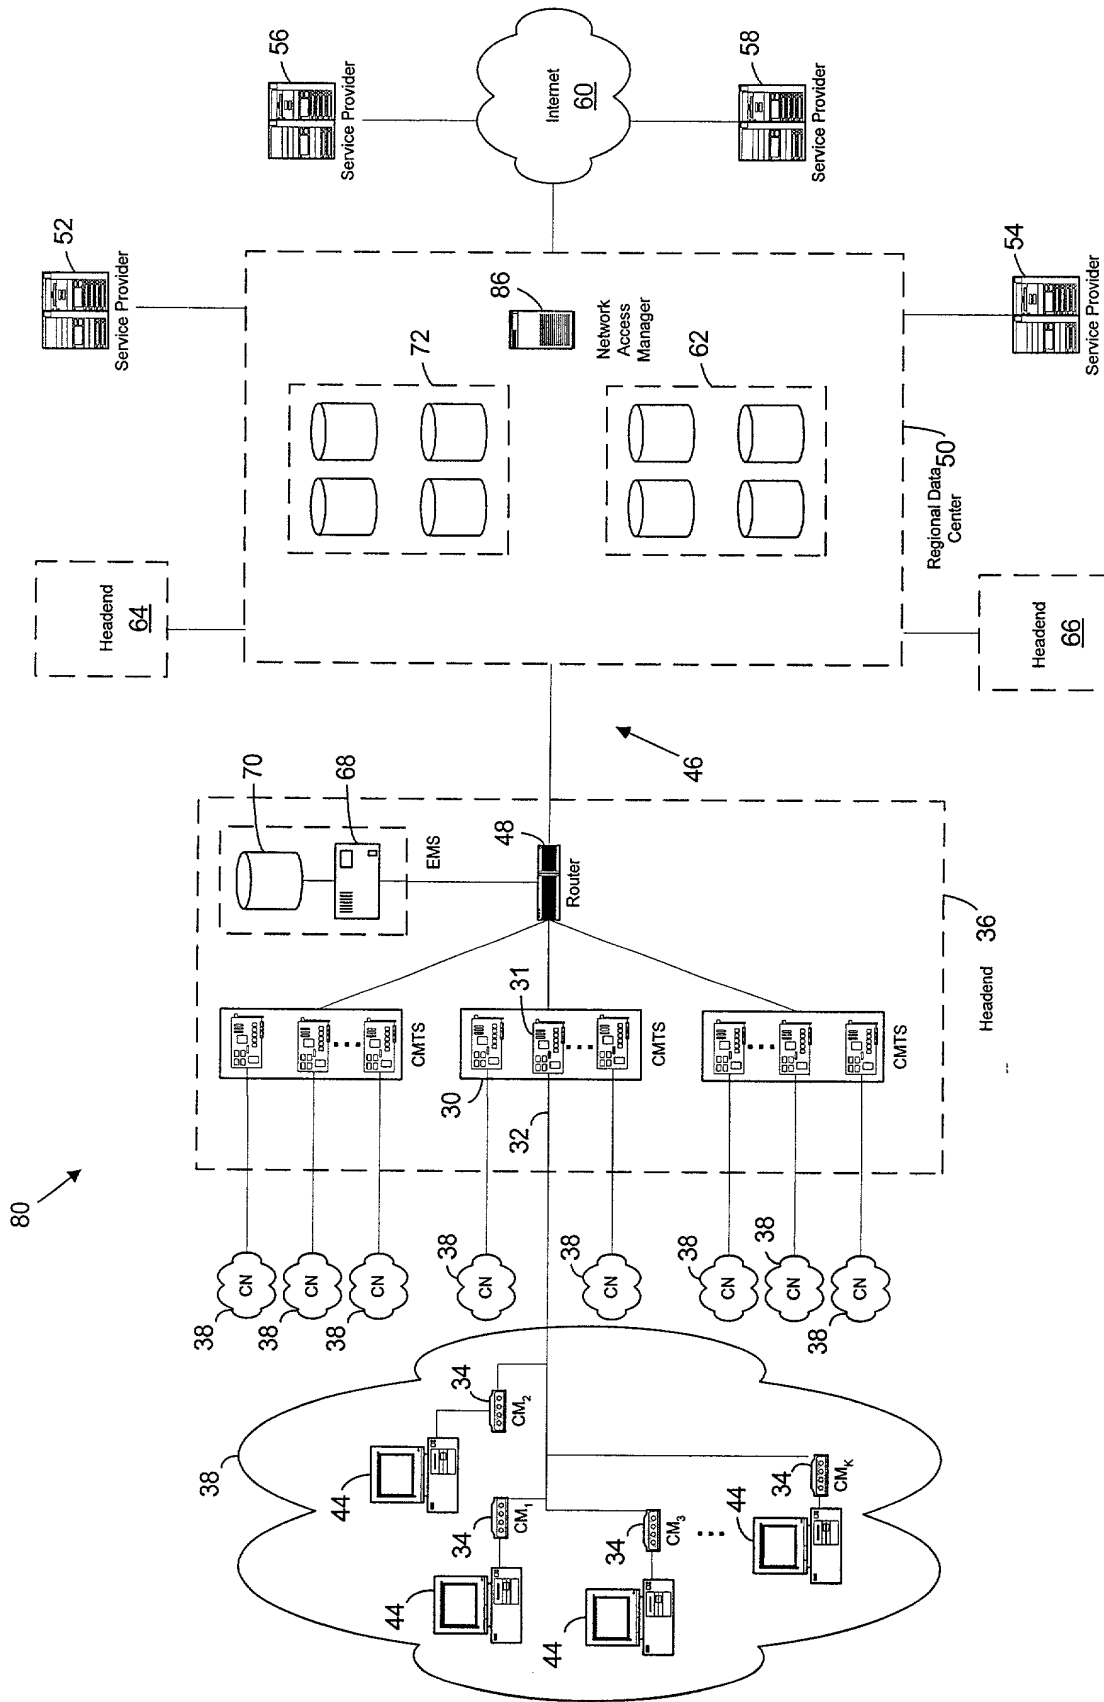 80
38
44
44
44
44
34
CM₁
34
CM₂
34
CM₃
34
CM_K
38
CN
38
CN
38
CN
38
CN
38
CN
38
CN
38
CN
38
CN
32
30
31
CMTS
CMTS
CMTS
70
68
EMS
48
Router
Headend
36
46
Headend
64
Headend
66
72
62
86
Network
Access
Manager
Regional Data
Center
50
52
Service Provider
54
Service Provider
56
Service Provider
58
Service Provider
Internet
60